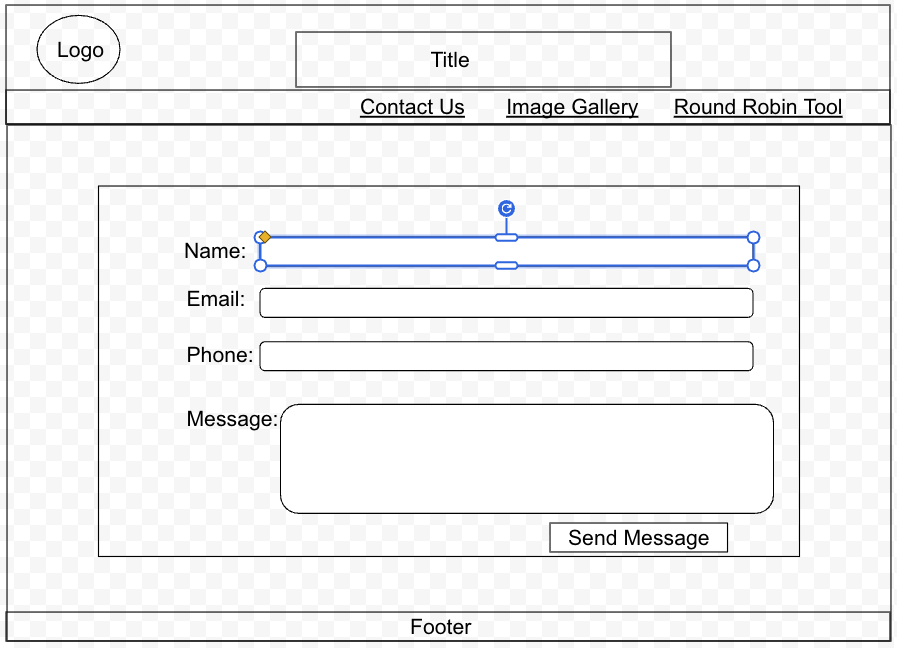 Logo
Title
Contact Us Image Gallery Round Robin Tool
Name:
Email:
Phone:
Message:
Send Message
Footer